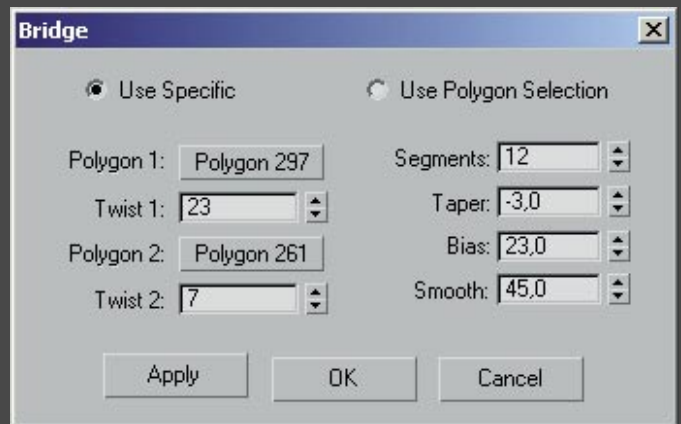 Bridge
Use Specific
Use Polygon Selection
Polygon 1: Polygon 297
Segments: 12
Twist 1: 23
Taper: -3,0
Polygon 2: Polygon 261
Bias: 23,0
Twist 2: 7
Smooth: 45,0
Apply
OK
Cancel